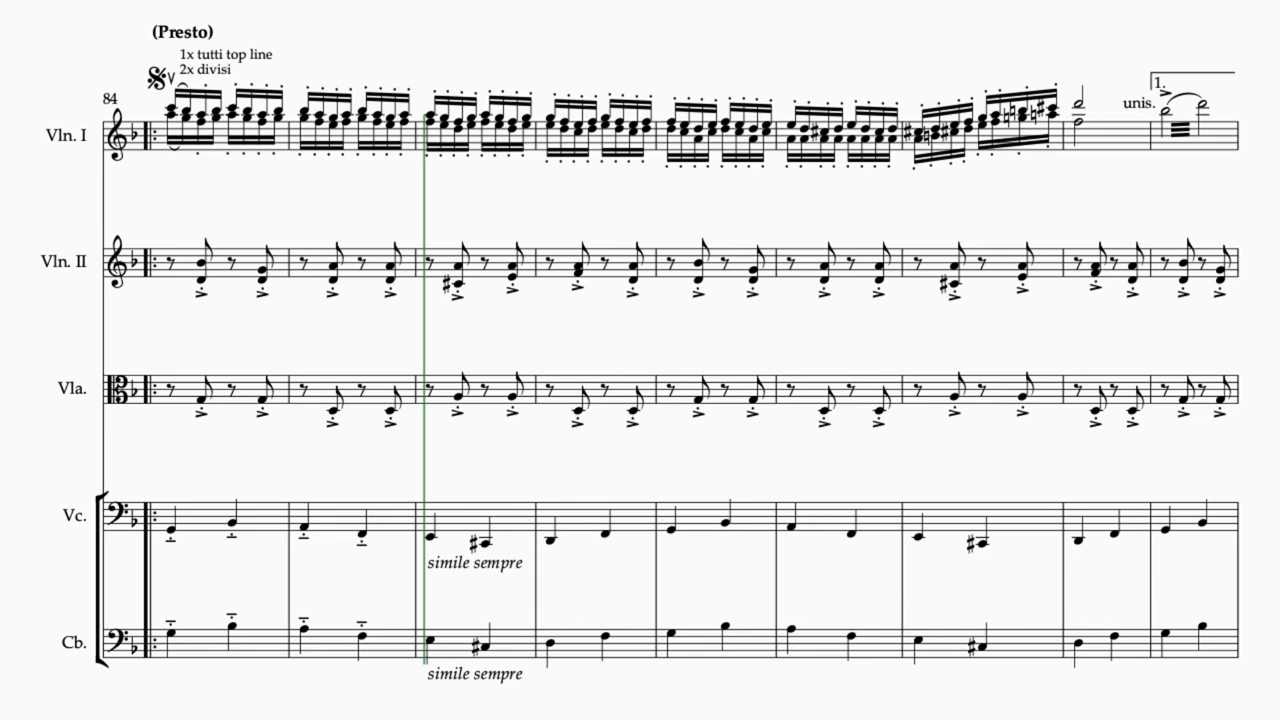 (Presto)
1x tutti top line
2x divisi
84
1.
unis.
Vln. I
Vln. II
Vla.
Vc.
simile sempre
Cb.
simile sempre